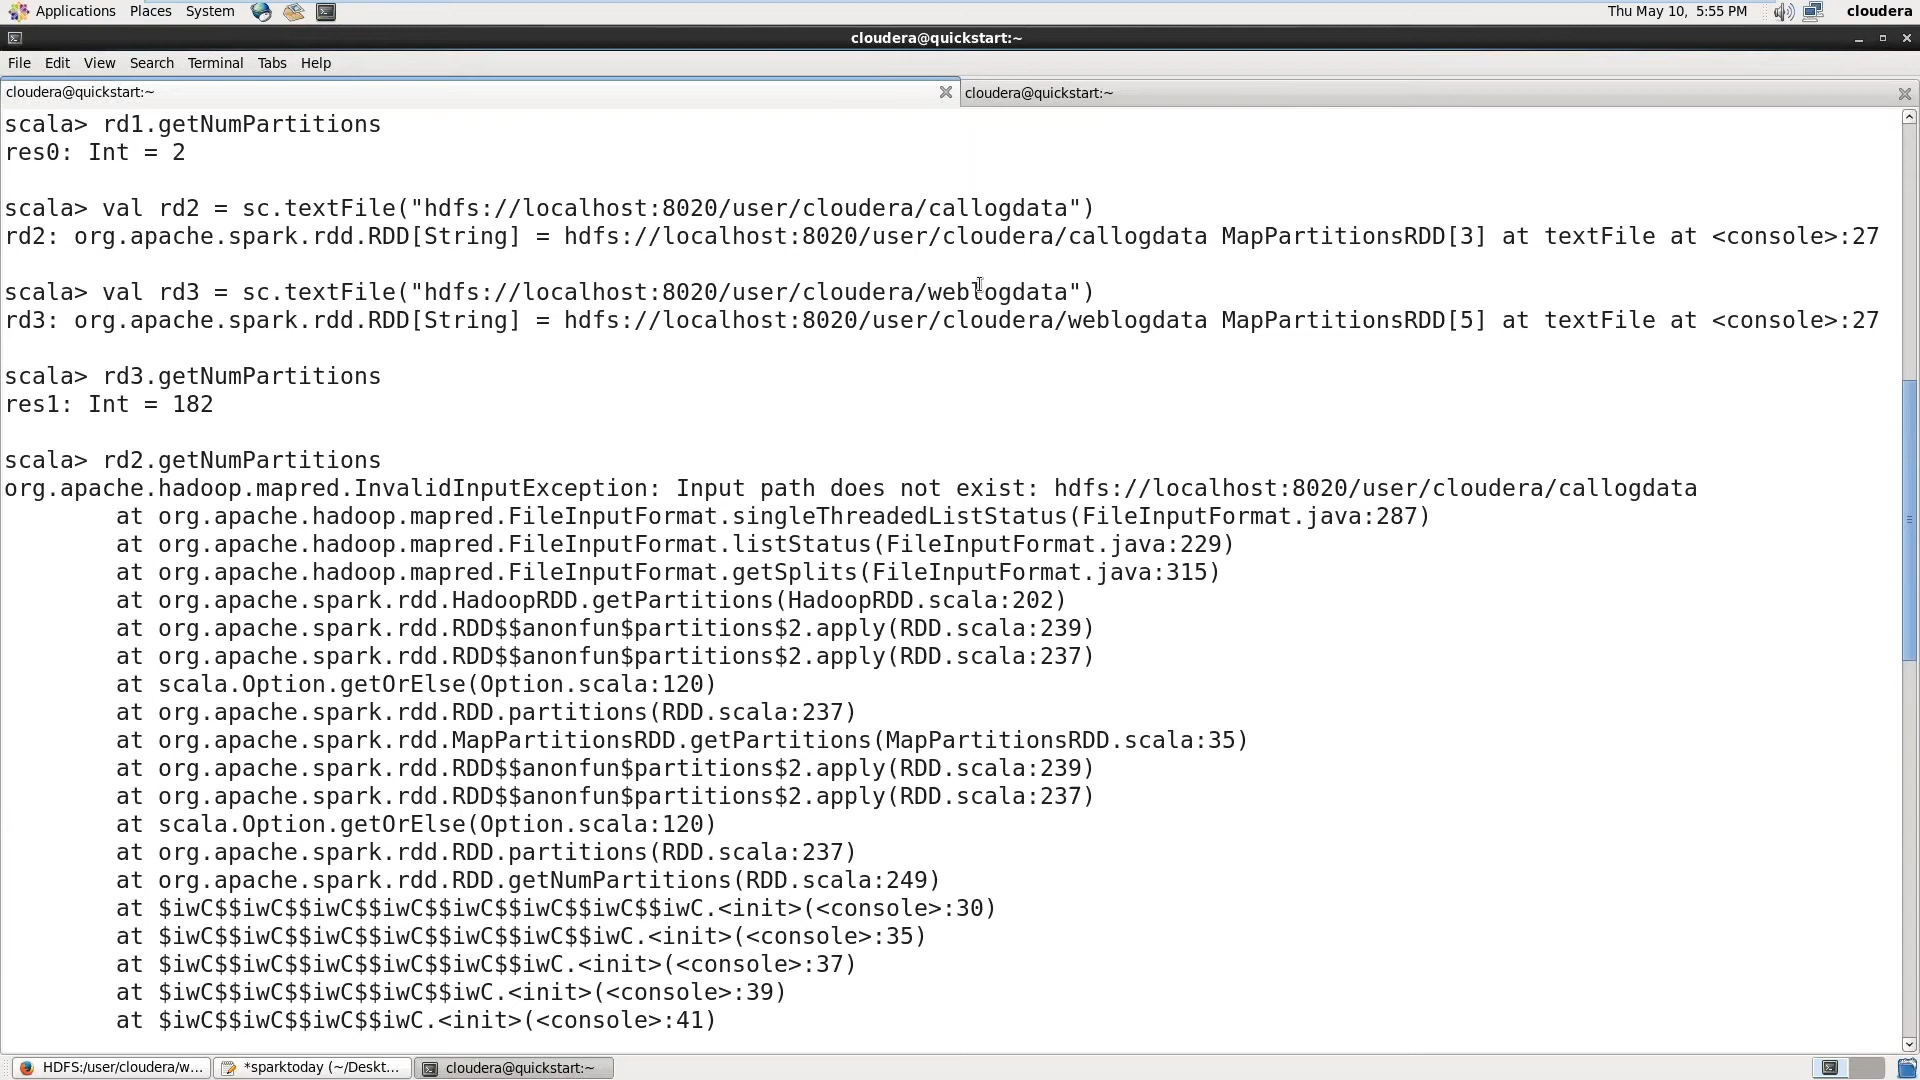 Applications Places System Thu May 10, 5:55 PM cloudera
cloudera@quickstart:~
File Edit View Search Terminal Tabs Help
cloudera@quickstart:~ cloudera@quickstart:~
scala> rd1.getNumPartitions
res0: Int = 2
scala> val rd2 = sc.textFile("hdfs://localhost:8020/user/cloudera/callogdata")
rd2: org.apache.spark.rdd.RDD[String] = hdfs://localhost:8020/user/cloudera/callogdata MapPartitionsRDD[3] at textFile at <console>:27
scala> val rd3 = sc.textFile("hdfs://localhost:8020/user/cloudera/weblogdata")
rd3: org.apache.spark.rdd.RDD[String] = hdfs://localhost:8020/user/cloudera/weblogdata MapPartitionsRDD[5] at textFile at <console>:27
scala> rd3.getNumPartitions
res1: Int = 182
scala> rd2.getNumPartitions
org.apache.hadoop.mapred.InvalidInputException: Input path does not exist: hdfs://localhost:8020/user/cloudera/callogdata
at org.apache.hadoop.mapred.FileInputFormat.singleThreadedListStatus(FileInputFormat.java:287)
at org.apache.hadoop.mapred.FileInputFormat.listStatus(FileInputFormat.java:229)
at org.apache.hadoop.mapred.FileInputFormat.getSplits(FileInputFormat.java:315)
at org.apache.spark.rdd.HadoopRDD.getPartitions(HadoopRDD.scala:202)
at org.apache.spark.rdd.RDD$$anonfun$partitions$2.apply(RDD.scala:239)
at org.apache.spark.rdd.RDD$$anonfun$partitions$2.apply(RDD.scala:237)
at scala.Option.getOrElse(Option.scala:120)
at org.apache.spark.rdd.RDD.partitions(RDD.scala:237)
at org.apache.spark.rdd.MapPartitionsRDD.getPartitions(MapPartitionsRDD.scala:35)
at org.apache.spark.rdd.RDD$$anonfun$partitions$2.apply(RDD.scala:239)
at org.apache.spark.rdd.RDD$$anonfun$partitions$2.apply(RDD.scala:237)
at scala.Option.getOrElse(Option.scala:120)
at org.apache.spark.rdd.RDD.partitions(RDD.scala:237)
at org.apache.spark.rdd.RDD.getNumPartitions(RDD.scala:249)
at $iwC$$iwC$$iwC$$iwC$$iwC$$iwC$$iwC$$iwC.<init>(<console>:30)
at $iwC$$iwC$$iwC$$iwC$$iwC$$iwC$$iwC.<init>(<console>:35)
at $iwC$$iwC$$iwC$$iwC$$iwC$$iwC.<init>(<console>:37)
at $iwC$$iwC$$iwC$$iwC$$iwC.<init>(<console>:39)
at $iwC$$iwC$$iwC$$iwC.<init>(<console>:41)
HDFS:/user/cloudera/w... *sparktoday (~/Deskt... cloudera@quickstart:~